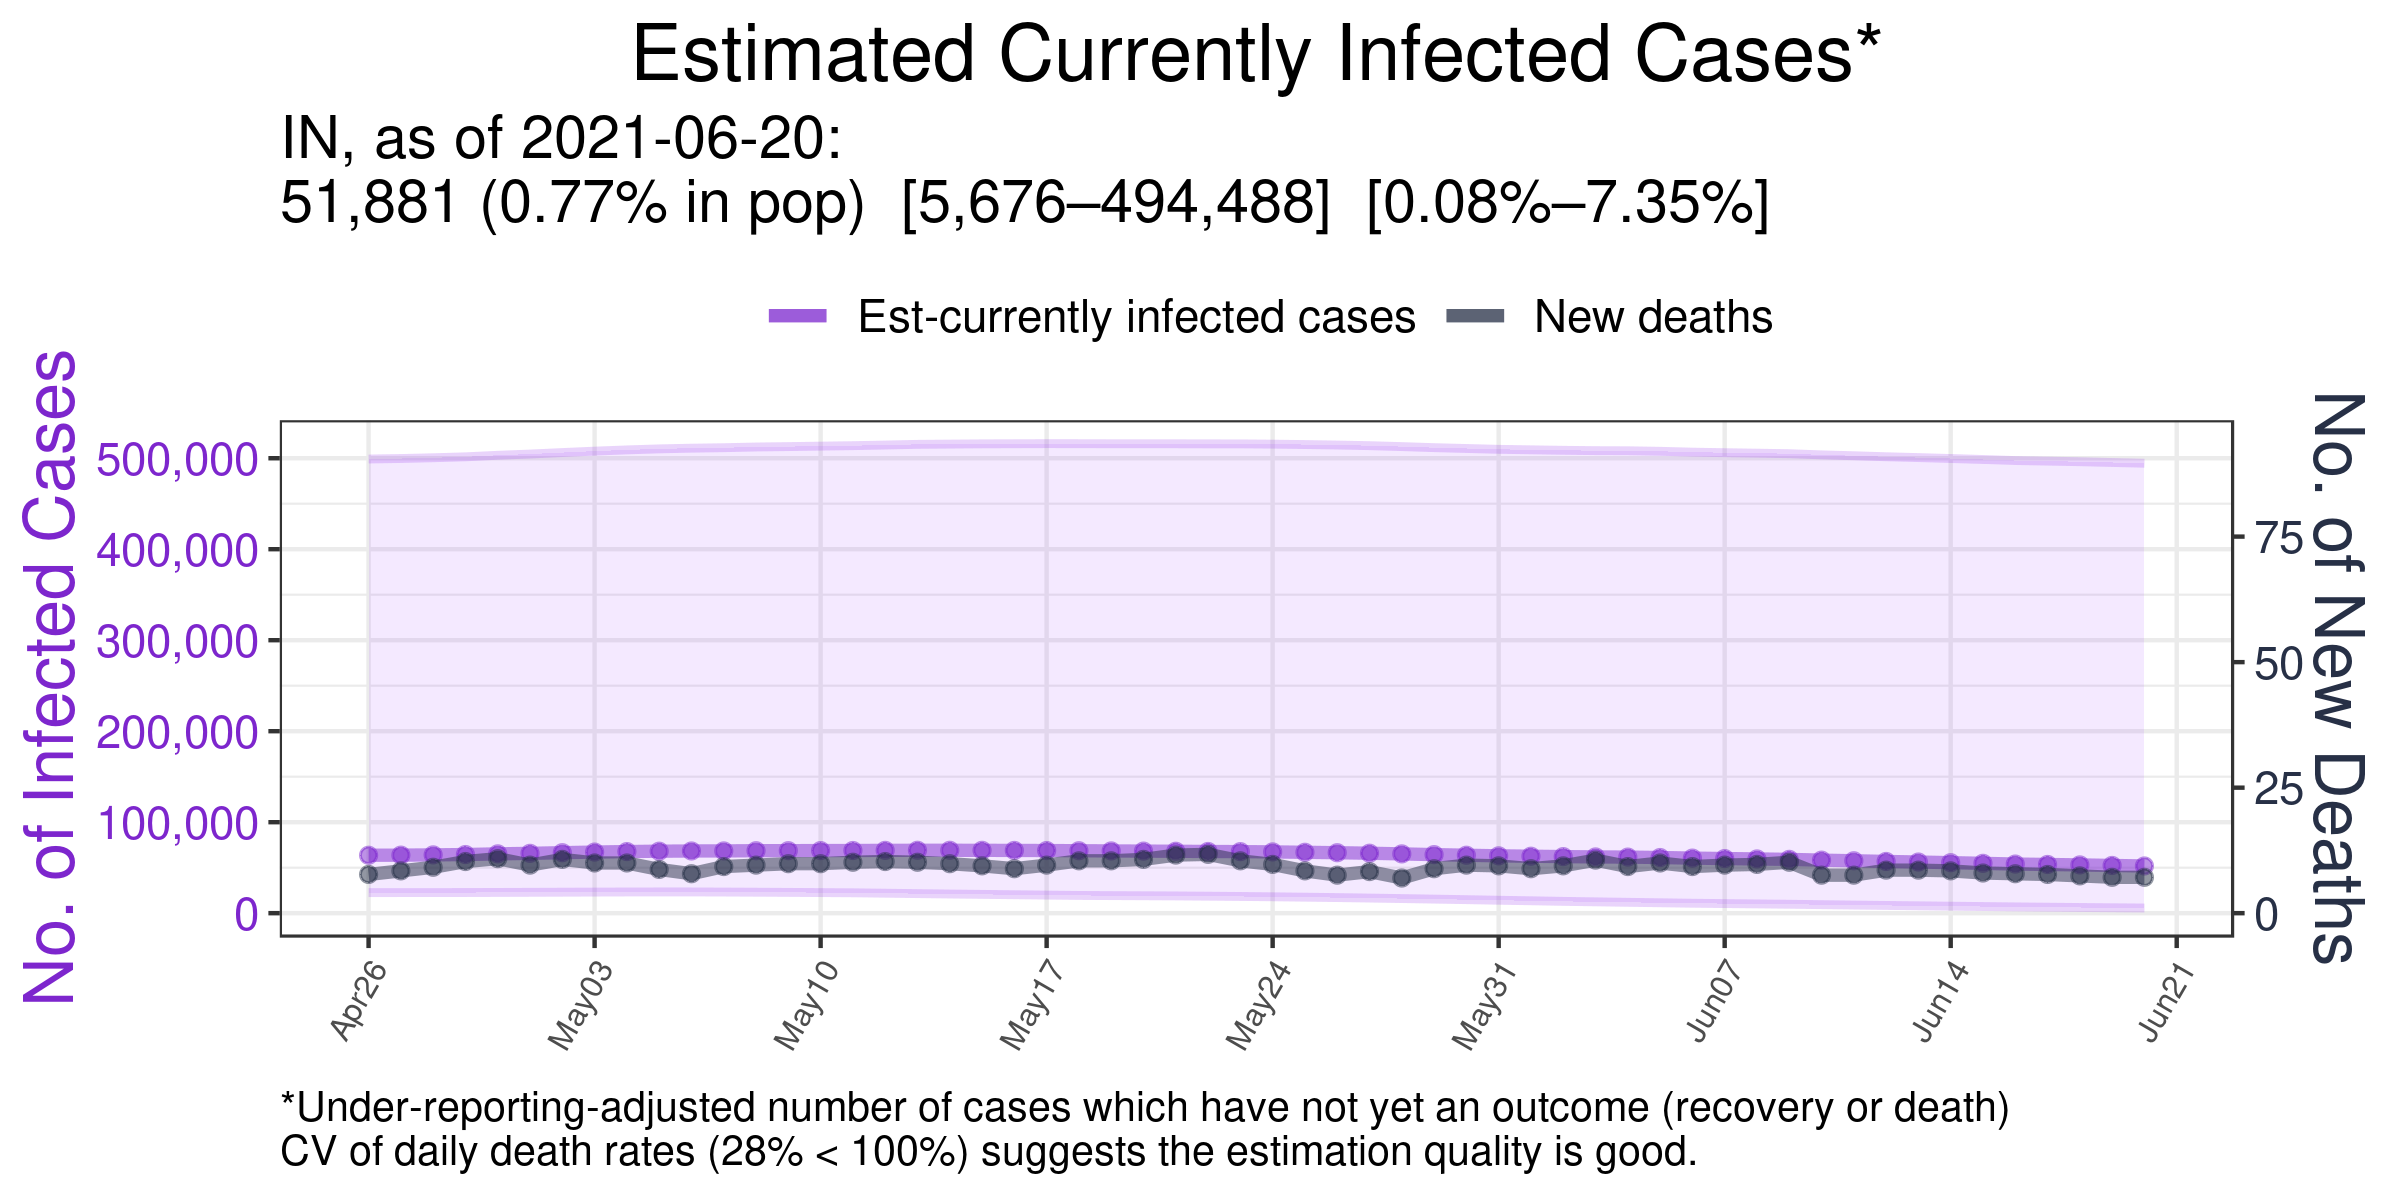 Estimated Currently Infected Cases*
IN, as of 2021-06-20:
51,881 (0.77% in pop)  [5,676–494,488]  [0.08%–7.35%]
Est-currently infected cases
New deaths
No. of Infected Cases
500,000
400,000
300,000
200,000
100,000
0
No. of New Deaths
75
50
25
0
Apr26
May03
May10
May17
May24
May31
Jun07
Jun14
Jun21
*Under-reporting-adjusted number of cases which have not yet an outcome (recovery or death)
CV of daily death rates (28% < 100%) suggests the estimation quality is good.